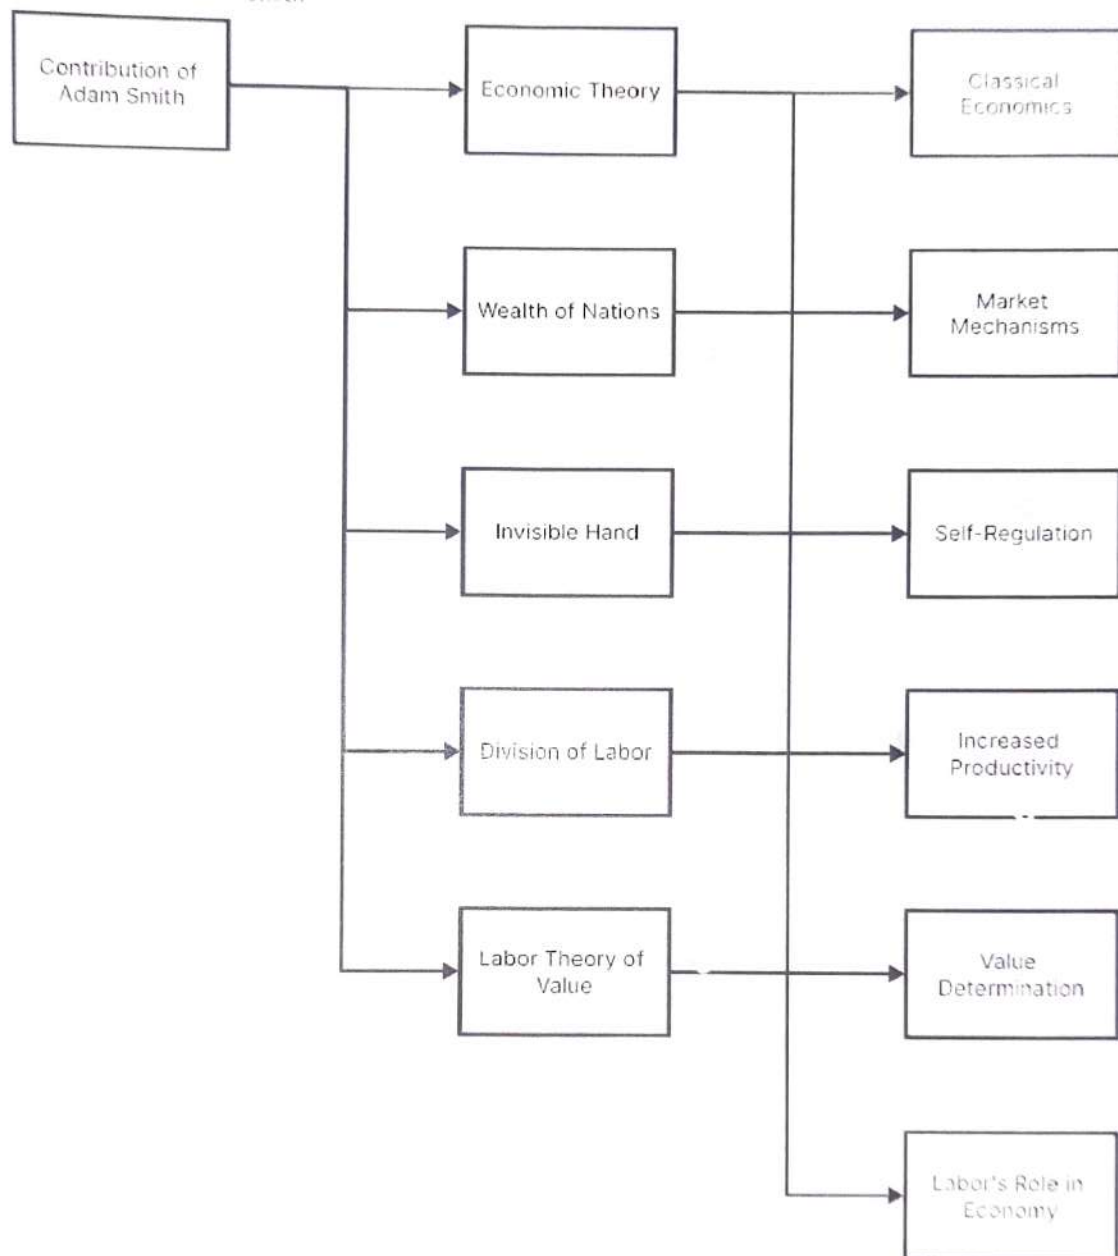 Contribution of
Adam Smith
Economic Theory
Classical
Economics
Wealth of Nations
Market
Mechanisms
Invisible Hand
Self-Regulation
Division of Labor
Increased
Productivity
Labor Theory of
Value
Value
Determination
Labor's Role in
Economy